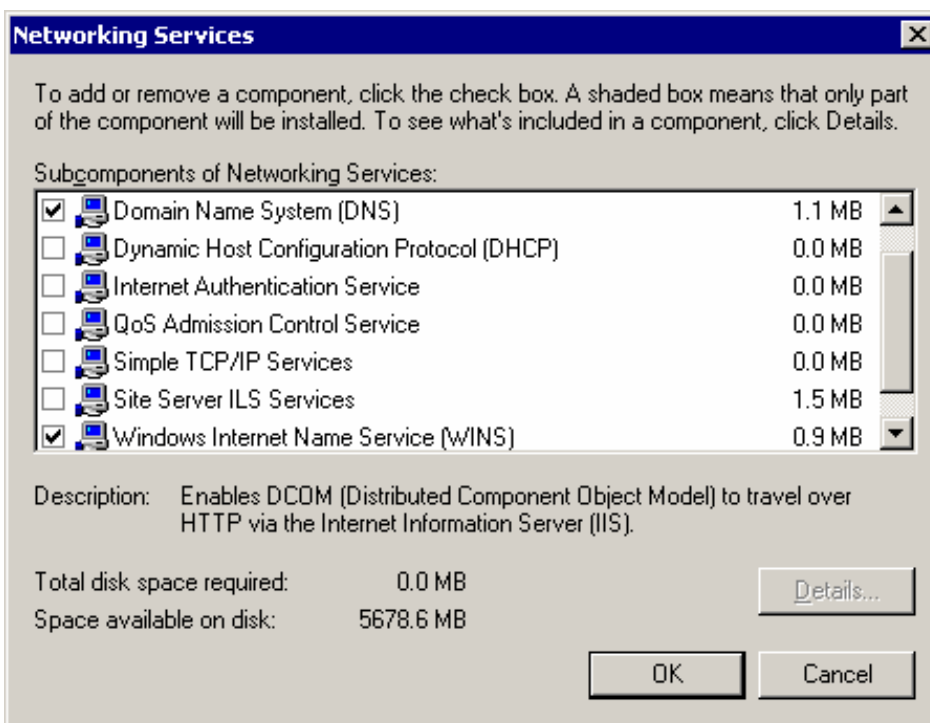 Networking Services
To add or remove a component, click the check box. A shaded box means that only part
of the component will be installed. To see what's included in a component, click Details.
Subcomponents of Networking Services:
Domain Name System (DNS) 1.1 MB
Dynamic Host Configuration Protocol (DHCP) 0.0 MB
Internet Authentication Service 0.0 MB
QoS Admission Control Service 0.0 MB
Simple TCP/IP Services 0.0 MB
Site Server ILS Services 1.5 MB
Windows Internet Name Service (WINS) 0.9 MB
Description: Enables DCOM (Distributed Component Object Model) to travel over
HTTP via the Internet Information Server (IIS).
Total disk space required: 0.0 MB
Space available on disk: 5678.6 MB
Details...
OK Cancel